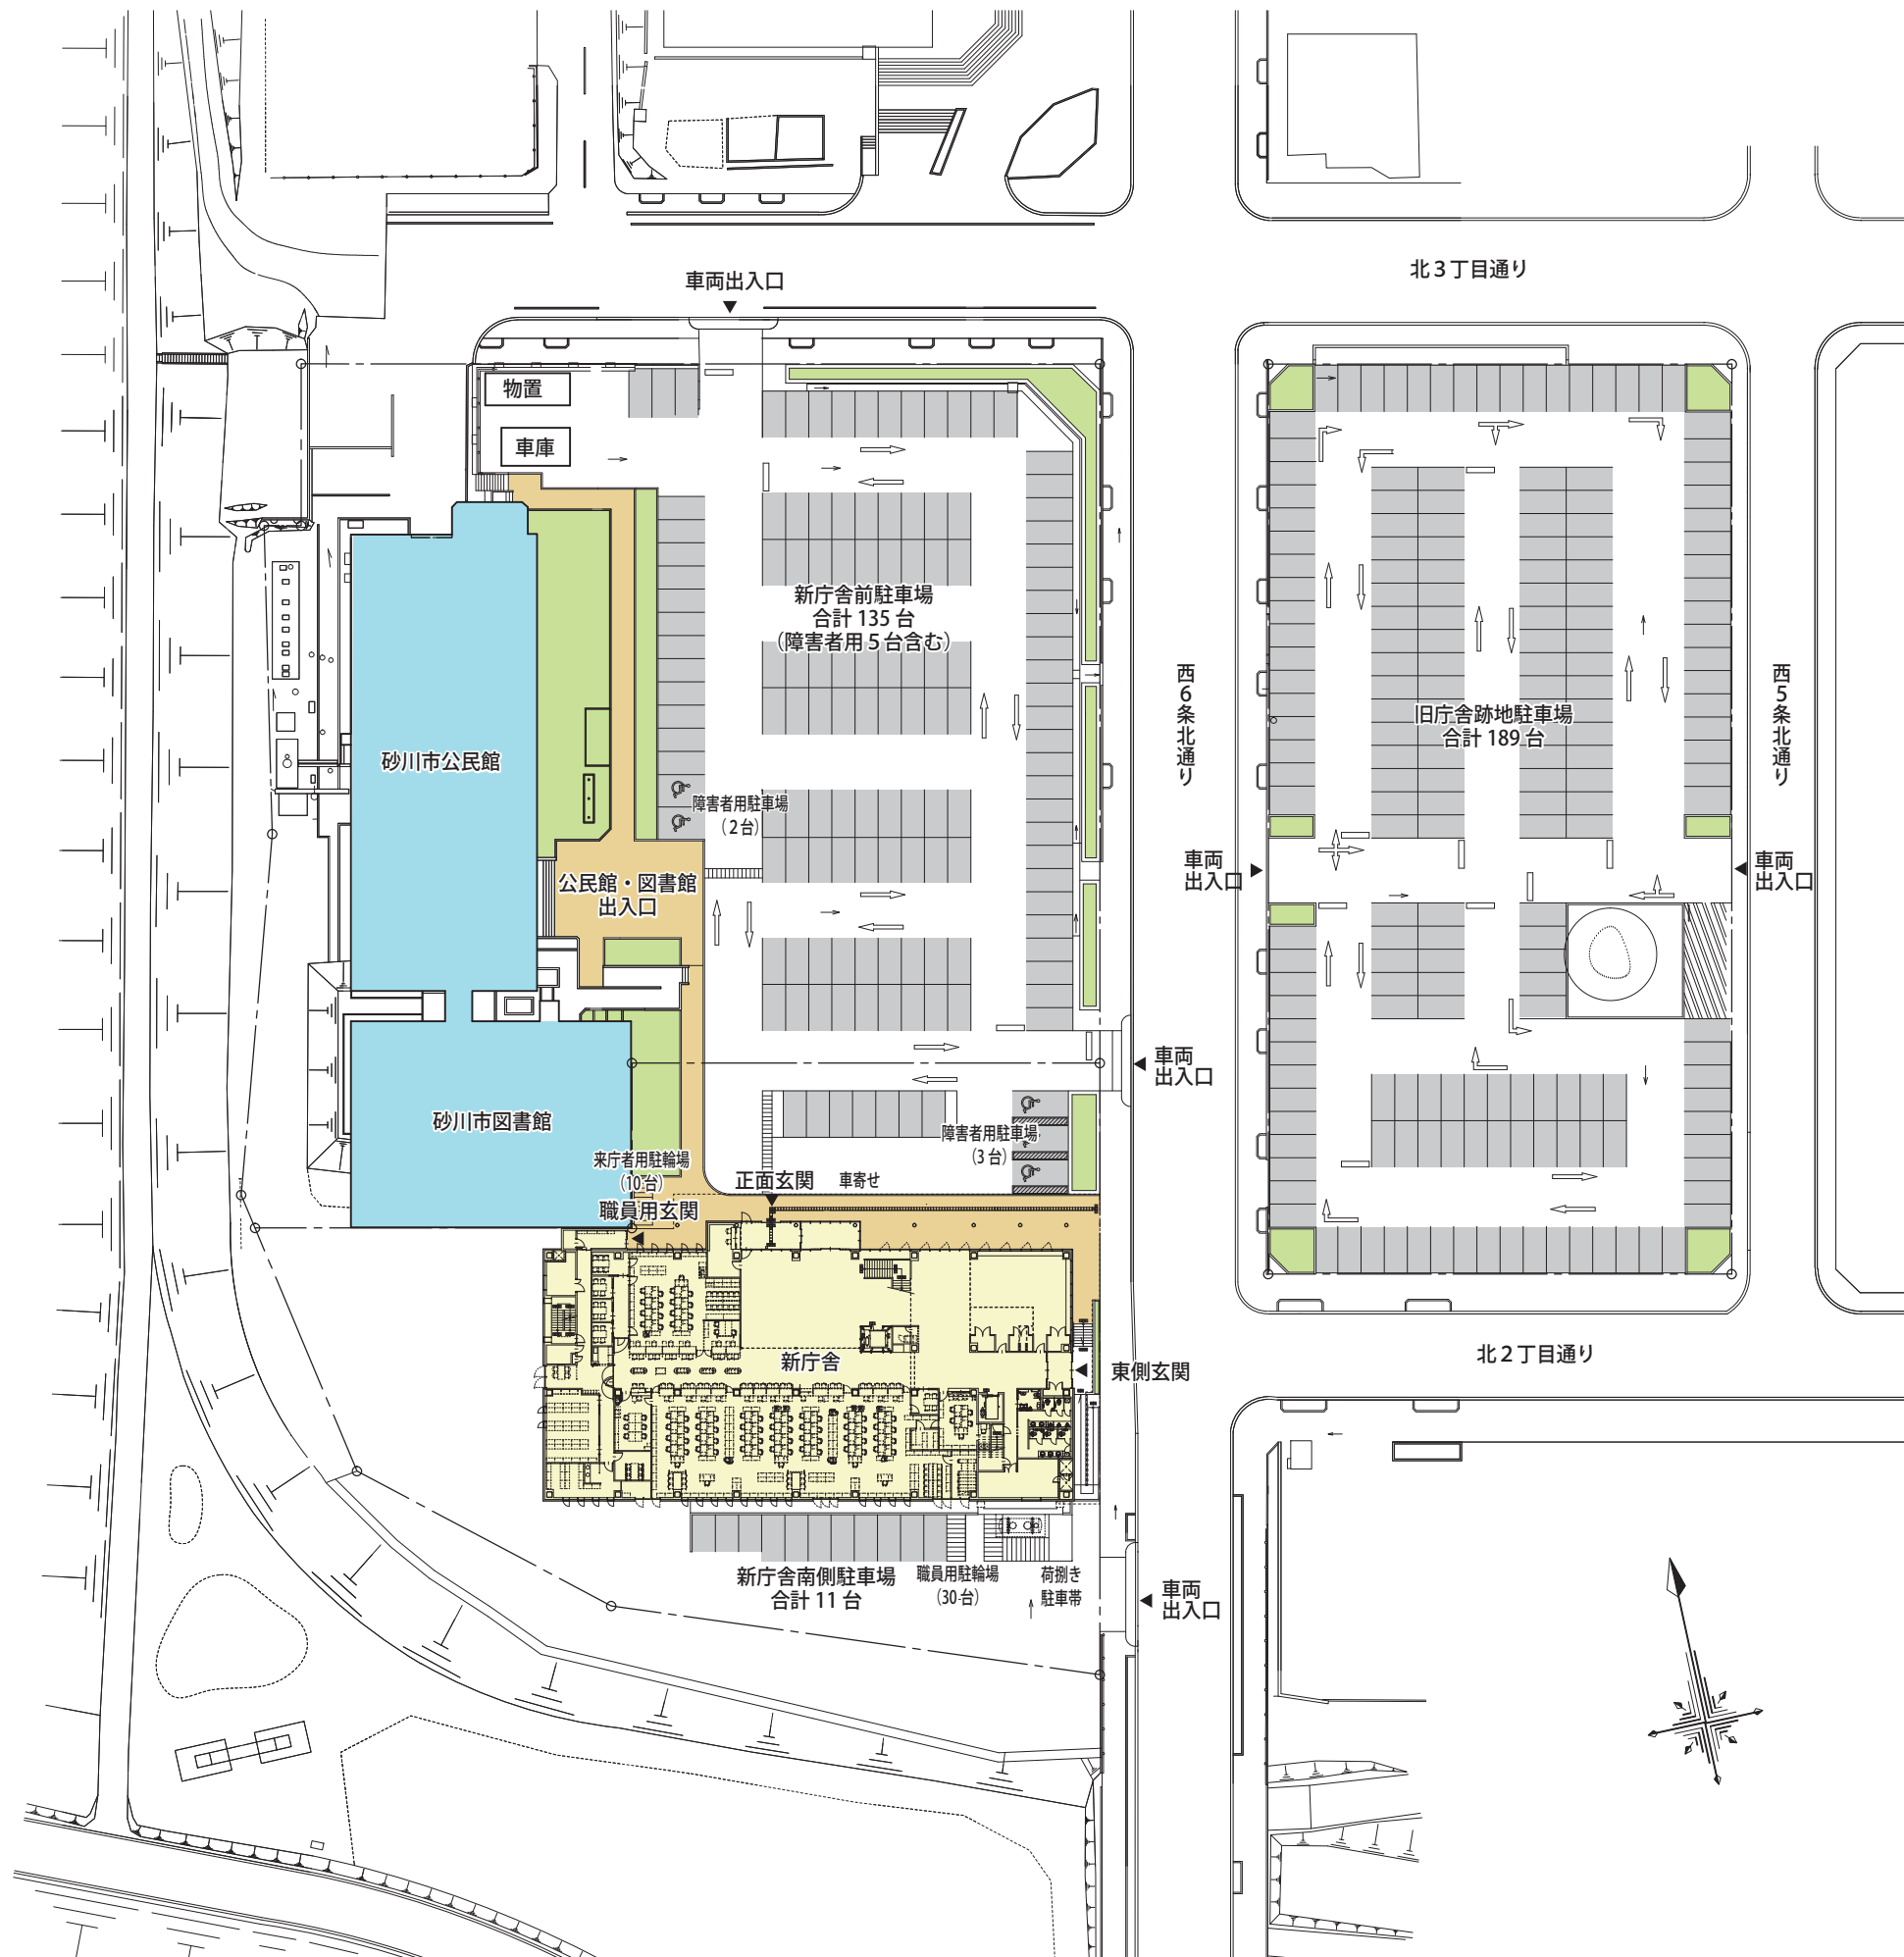 北3丁目通り
車両出入口
物置
車庫
新庁舎前駐車場
合計 135 台
（障害者用 5 台含む）
西6条北通り
旧庁舎跡地駐車場
合計 189 台
西5条北通り
砂川市公民館
障害者用駐車場
（2台）
車両
出入口
車両
出入口
公民館・図書館
出入口
車両
出入口
砂川市図書館
障害者用駐車場
（3台）
来庁者用駐輪場
（10台）
正面玄関
車寄せ
職員用玄関
新庁舎
東側玄関
北2丁目通り
新庁舎南側駐車場
合計 11 台
職員用駐輪場
（30台）
荷捌き
駐車帯
車両
出入口